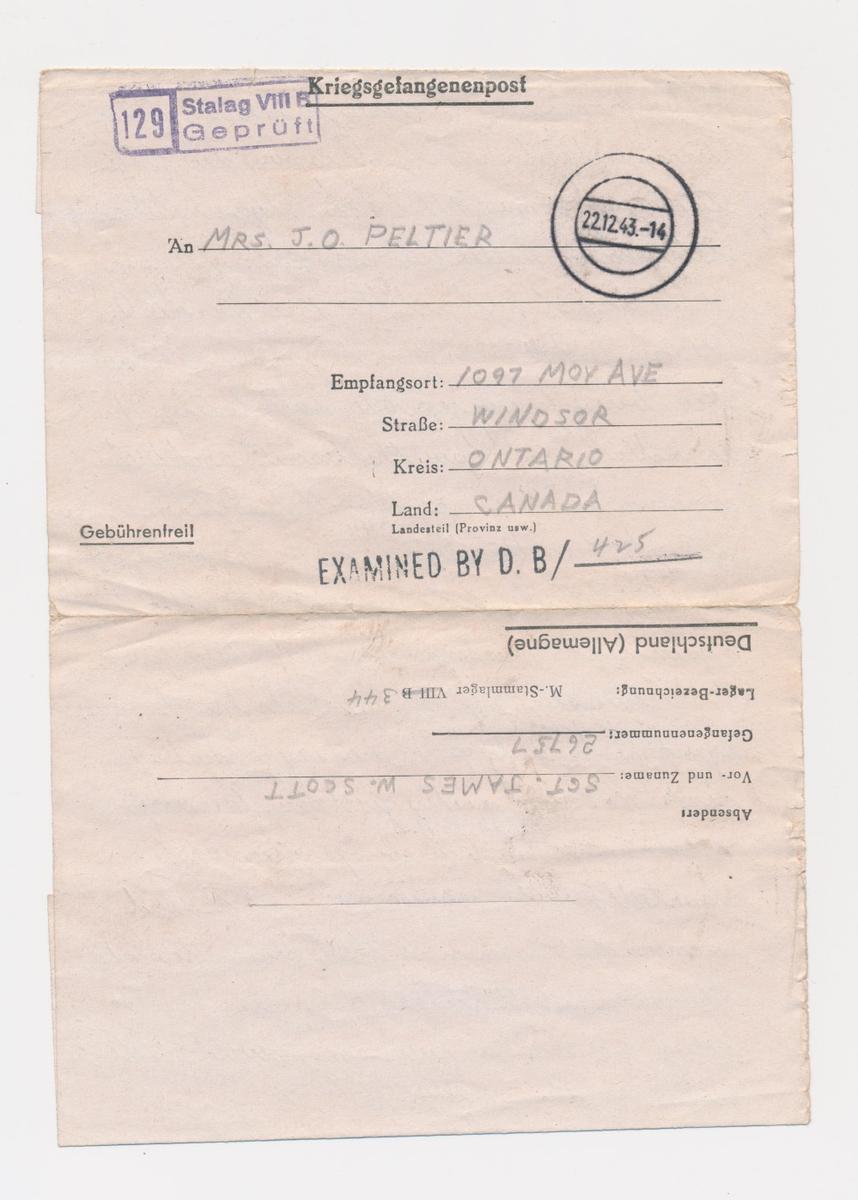 Kriegsgefangenenpost
129 Stalag VIII B
Geprüft
22.12.43.-14
An MRS. J. O. PELTIER
Empfangsort: 1097 MOY AVE
Straße: WINDSOR
Kreis: ONTARIO
Land: CANADA
Landesteil (Provinz usw.)
Gebührenfrei!
EXAMINED BY D. B/ 425
Absender:
Vor- und Zuname: SGT. JAMES W. SCOTT
Gefangenennummer: 26757
Lager-Bezeichnung: M.-Stammlager VIII B 344
Deutschland (Allemagne)